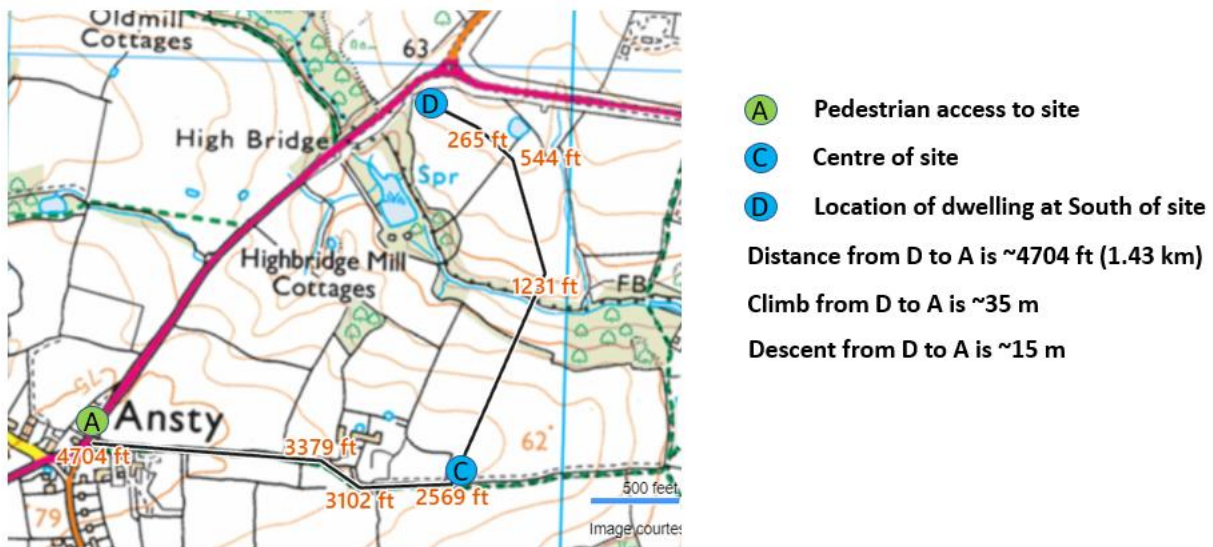 Oldmill
Cottages
63
D
265 ft
544 ft
High Bridge
Spr
Highbridge Mill
Cottages
1231 ft
FB
75
A
Ansty
4704 ft
3379 ft
62
C
3102 ft
2569 ft
79
500 feet
Image courtes
A Pedestrian access to site
C Centre of site
D Location of dwelling at South of site
Distance from D to A is ~4704 ft (1.43 km)
Climb from D to A is ~35 m
Descent from D to A is ~15 m